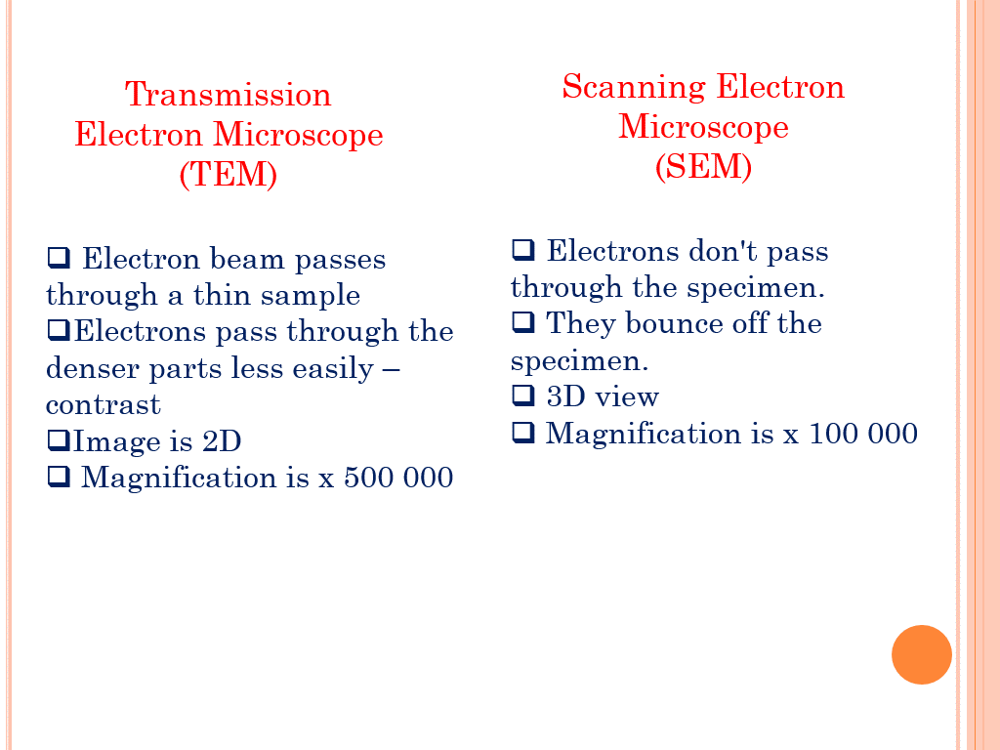 Transmission
Electron Microscope
(TEM)
❑ Electron beam passes
through a thin sample
❑Electrons pass through the
denser parts less easily –
contrast
❑Image is 2D
❑ Magnification is x 500 000
Scanning Electron
Microscope
(SEM)
❑ Electrons don't pass
through the specimen.
❑ They bounce off the
specimen.
❑ 3D view
❑ Magnification is x 100 000